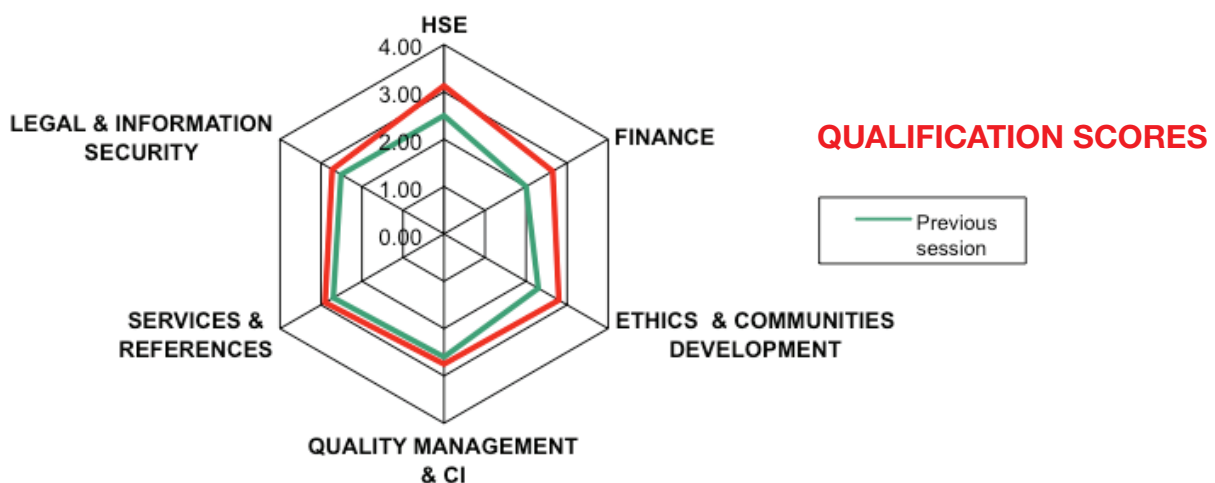 HSE
4.00
3.00
2.00
1.00
0.00
LEGAL & INFORMATION
SECURITY
FINANCE
SERVICES &
REFERENCES
ETHICS & COMMUNITIES
DEVELOPMENT
QUALITY MANAGEMENT
& CI
QUALIFICATION SCORES
Previous
session